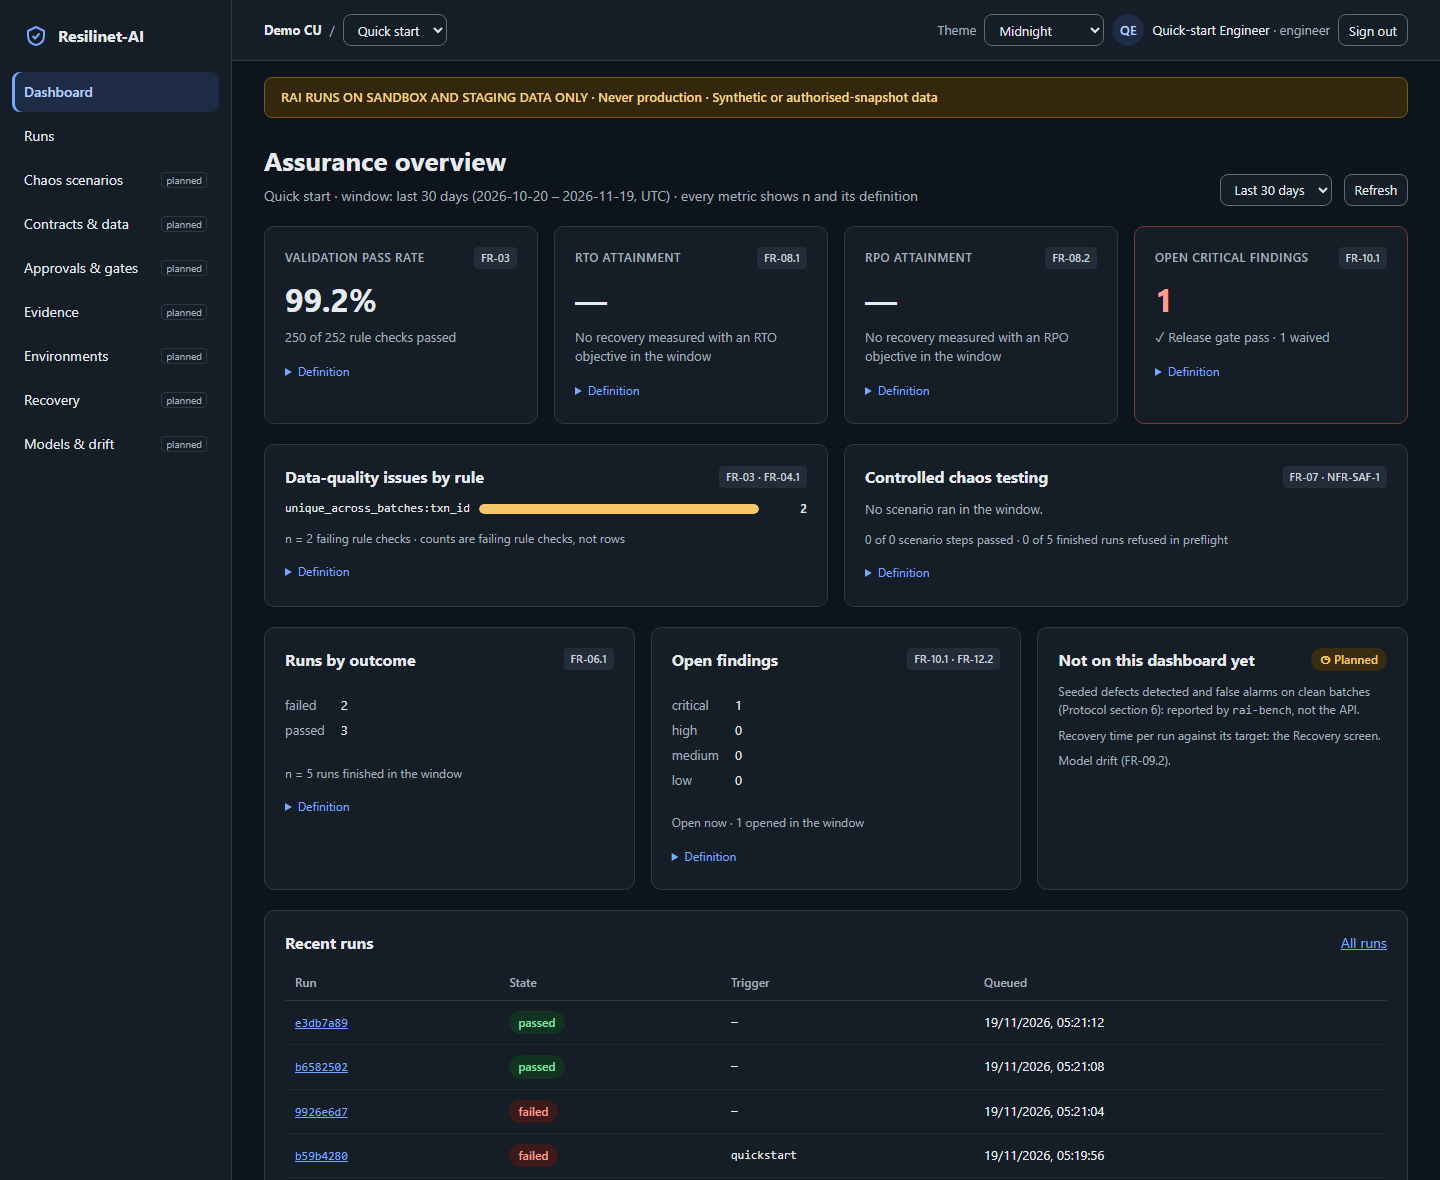 Resilinet-AI
Dashboard
Runs
Chaos scenarios planned
Contracts & data planned
Approvals & gates planned
Evidence planned
Environments planned
Recovery planned
Models & drift planned
Demo CU / Quick start
Theme Midnight QE Quick-start Engineer · engineer Sign out
RAI RUNS ON SANDBOX AND STAGING DATA ONLY · Never production · Synthetic or authorised-snapshot data
Assurance overview
Quick start · window: last 30 days (2026-10-20 – 2026-11-19, UTC) · every metric shows n and its definition
Last 30 days Refresh
VALIDATION PASS RATE FR-03
99.2%
250 of 252 rule checks passed
Definition
RTO ATTAINMENT FR-08.1
—
No recovery measured with an RTO
objective in the window
Definition
RPO ATTAINMENT FR-08.2
—
No recovery measured with an RPO
objective in the window
Definition
OPEN CRITICAL FINDINGS FR-10.1
1
✓ Release gate pass · 1 waived
Definition
Data-quality issues by rule FR-03 · FR-04.1
unique_across_batches:txn_id 2
n = 2 failing rule checks · counts are failing rule checks, not rows
Definition
Controlled chaos testing FR-07 · NFR-SAF-1
No scenario ran in the window.
0 of 0 scenario steps passed · 0 of 5 finished runs refused in preflight
Definition
Runs by outcome FR-06.1
failed 2
passed 3
n = 5 runs finished in the window
Definition
Open findings FR-10.1 · FR-12.2
critical 1
high 0
medium 0
low 0
Open now · 1 opened in the window
Definition
Not on this dashboard yet Planned
Seeded defects detected and false alarms on clean batches
(Protocol section 6): reported by rai-bench, not the API.
Recovery time per run against its target: the Recovery screen.
Model drift (FR-09.2).
Recent runs All runs
Run State Trigger Queued
e3db7a89 passed – 19/11/2026, 05:21:12
b6582502 passed – 19/11/2026, 05:21:08
9926e6d7 failed – 19/11/2026, 05:21:04
b59b4280 failed quickstart 19/11/2026, 05:19:56